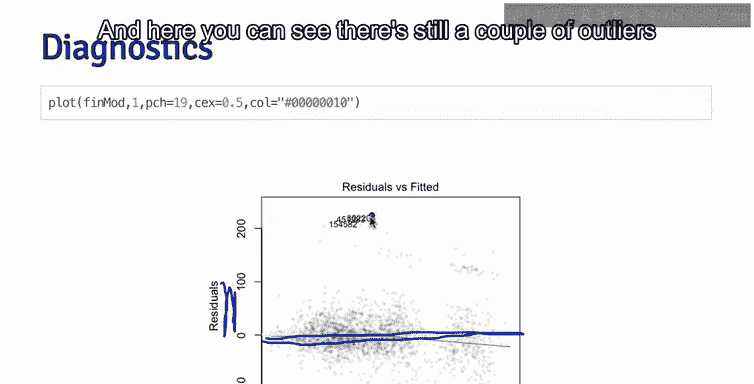 And here you can see there's still a couple of outliers
Diagnostics
plot(finMod,1,pch=19,cex=0.5,col="#00000010")
Residuals vs Fitted
154582
200
100
0
Residuals